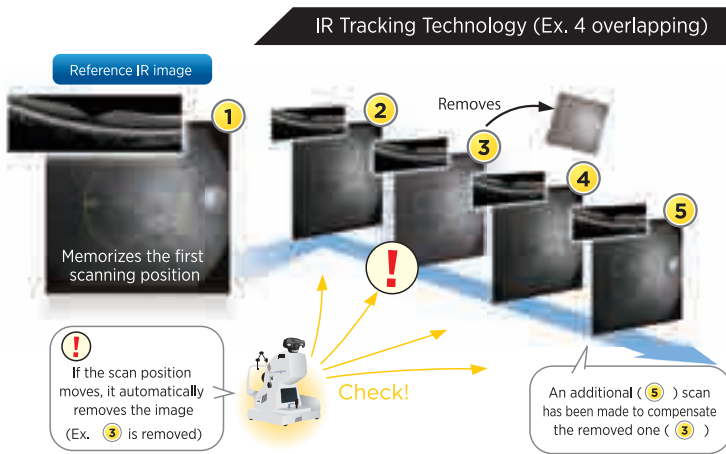 IR Tracking Technology (Ex. 4 overlapping)
Reference IR image
1
2
Removes
3
4
5
Memorizes the first
scanning position
!
!
If the scan position
moves, it automatically
removes the image
(Ex. 3 is removed)
Check!
An additional ( 5 ) scan
has been made to compensate
the removed one ( 3 )